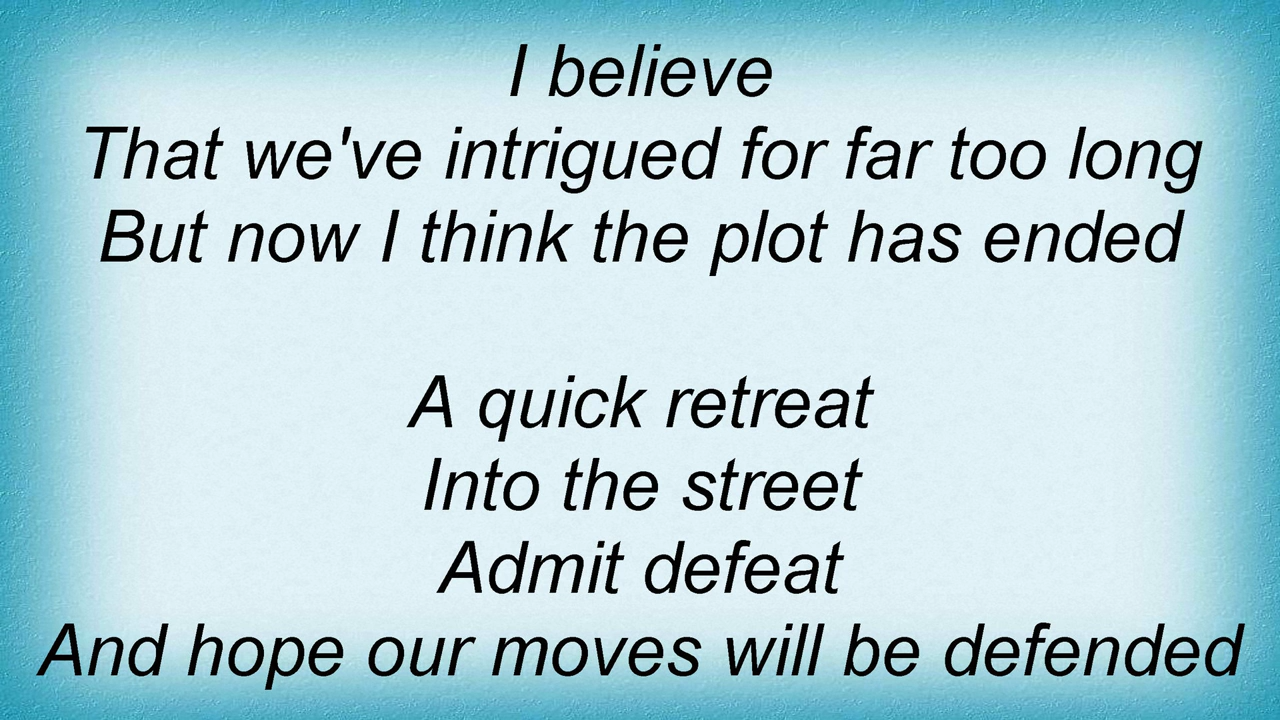 I believe
That we've intrigued for far too long
But now I think the plot has ended
A quick retreat
Into the street
Admit defeat
And hope our moves will be defended